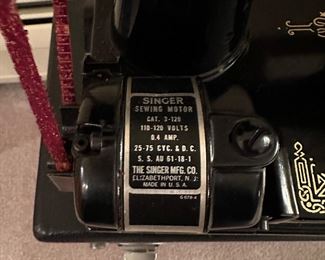 SINGER
SEWING MOTOR
CAT. 3-120
110-120 VOLTS
0.4 AMP.
25-75 CYC. & D. C.
S. S. AU 61-18-1
THE SINGER MFG. CO.
ELIZABETHPORT, N. J.
MADE IN U. S. A.